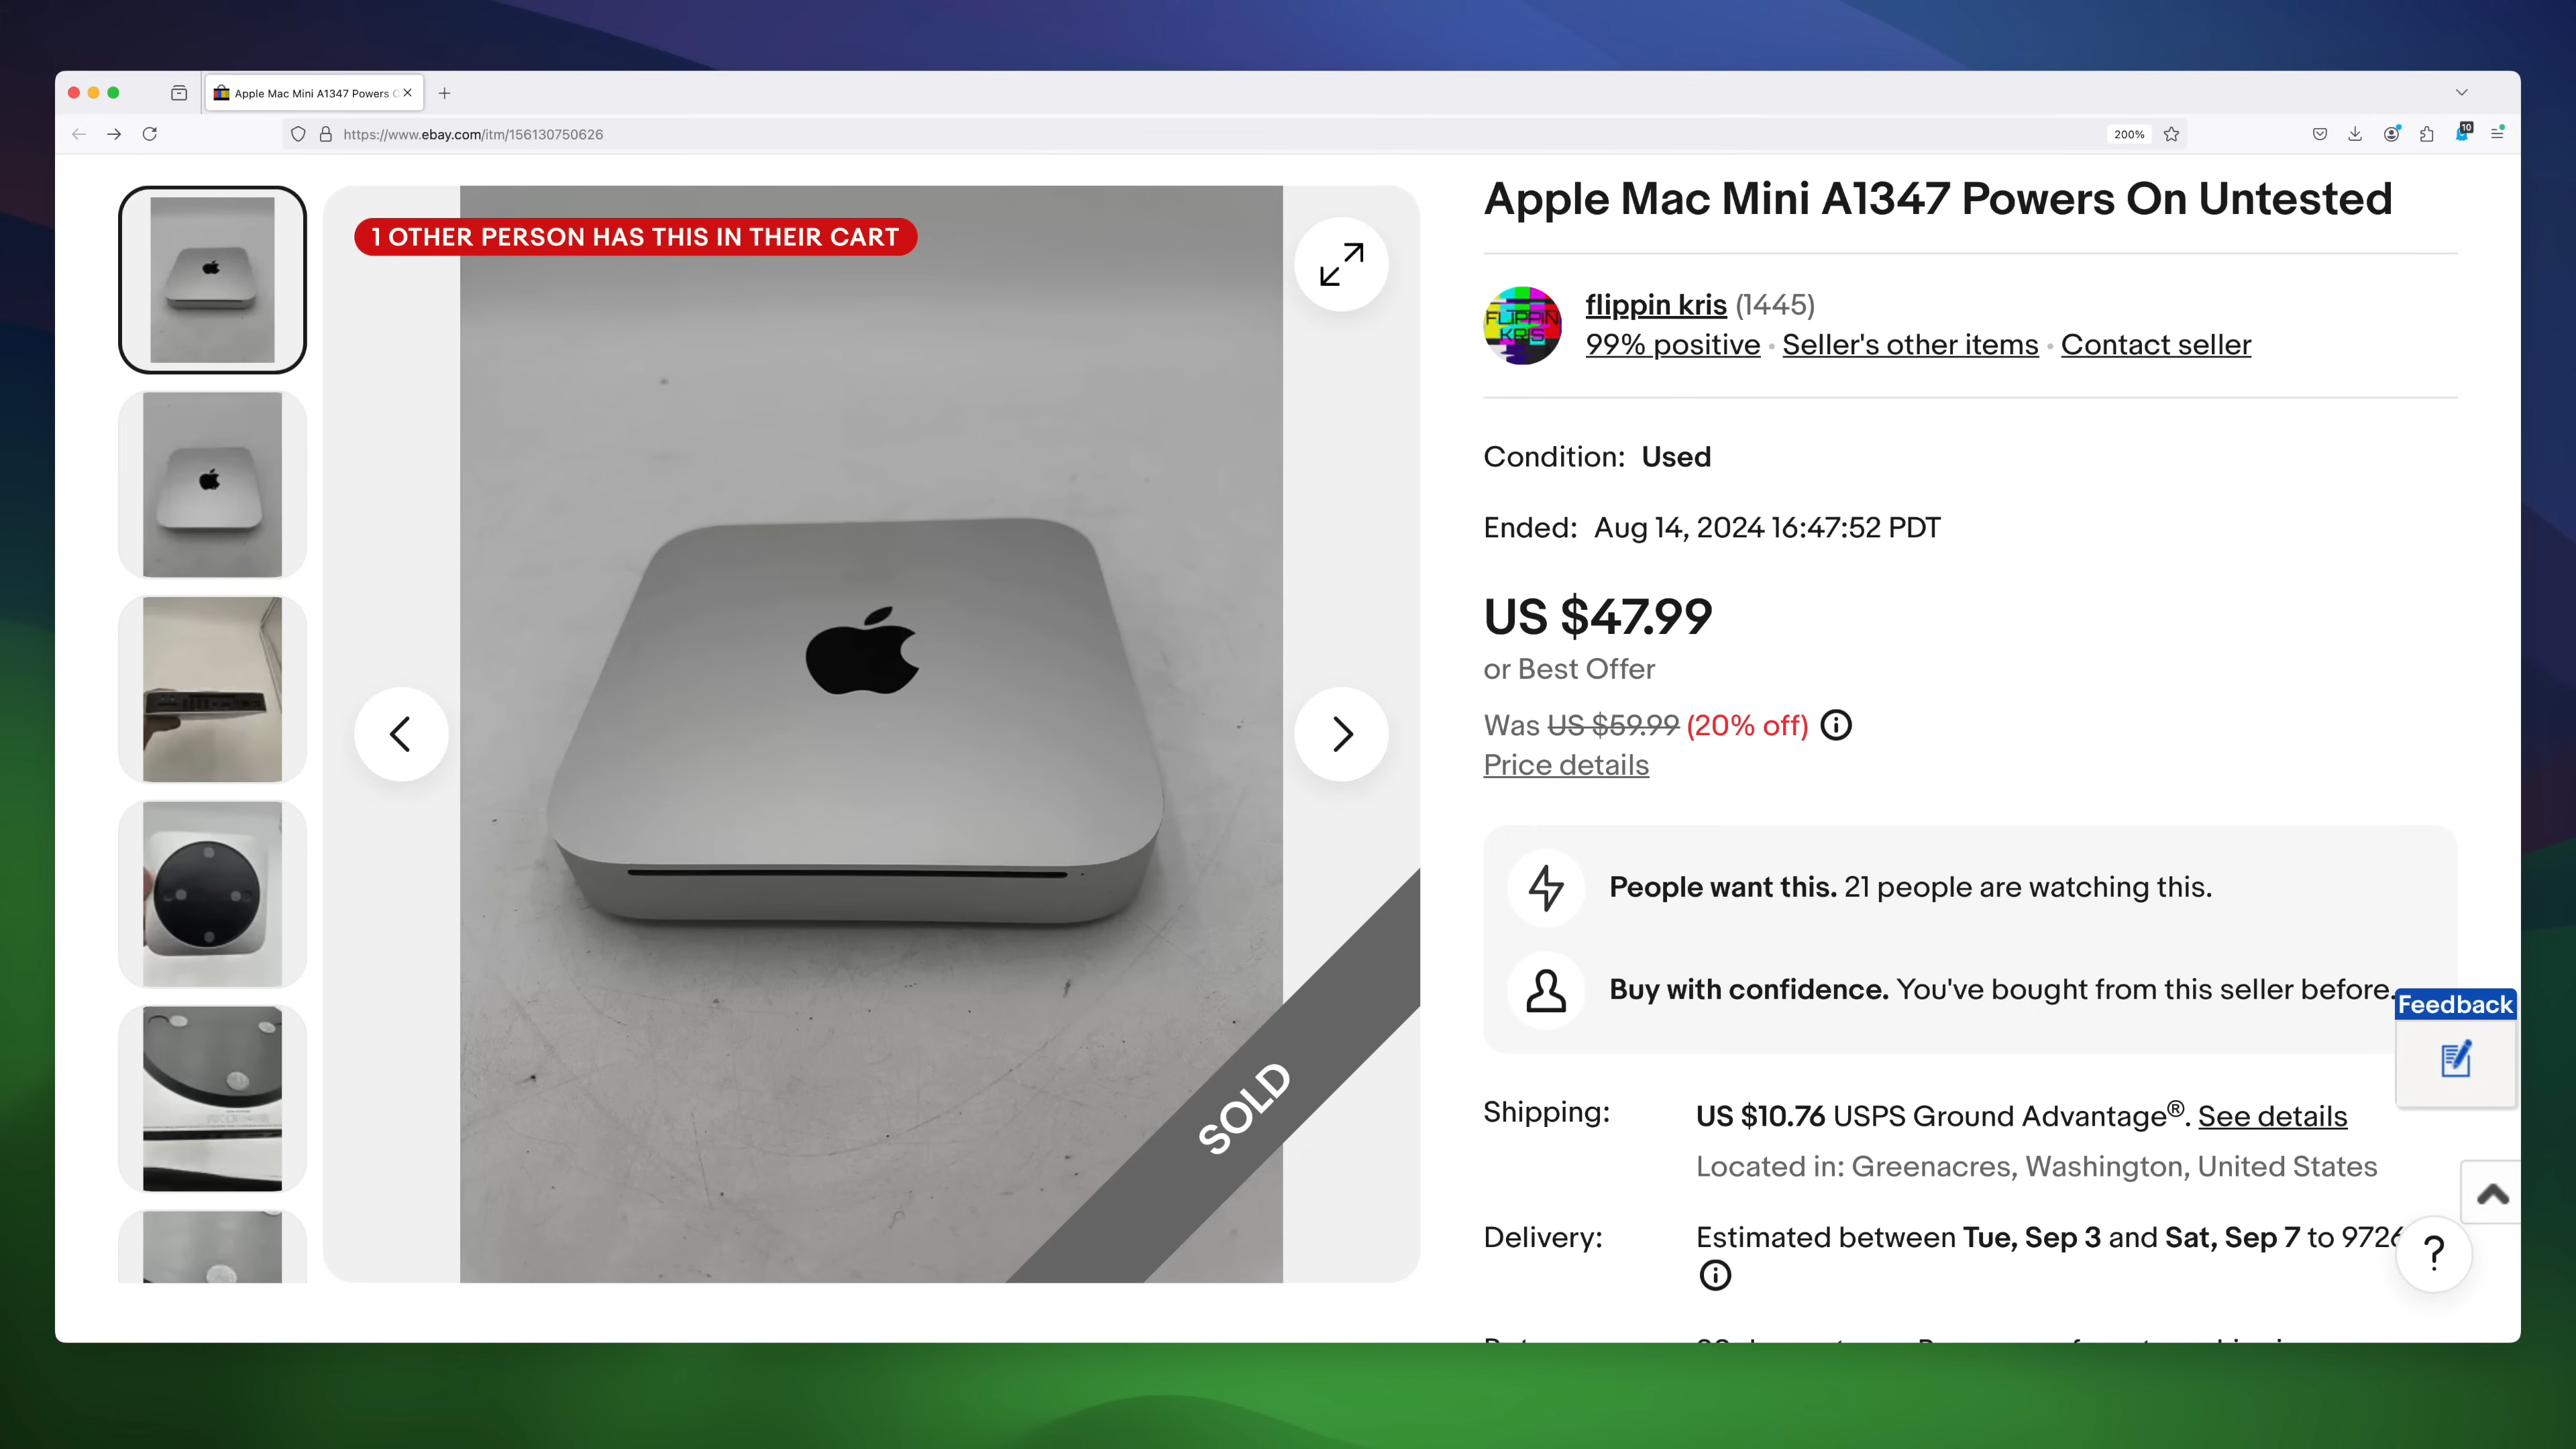 Apple Mac Mini A1347 Powers O
https://www.ebay.com/itm/156130750626
200%
10
1 OTHER PERSON HAS THIS IN THEIR CART
SOLD
Apple Mac Mini A1347 Powers On Untested
FLIPPIN
KRIS
flippin kris (1445)
99% positive • Seller's other items • Contact seller
Condition: Used
Ended: Aug 14, 2024 16:47:52 PDT
US $47.99
or Best Offer
Was US $59.99 (20% off)
Price details
People want this. 21 people are watching this.
Buy with confidence. You've bought from this seller before.
Feedback
Shipping: US $10.76 USPS Ground Advantage®. See details
Located in: Greenacres, Washington, United States
Delivery: Estimated between Tue, Sep 3 and Sat, Sep 7 to 9726
?